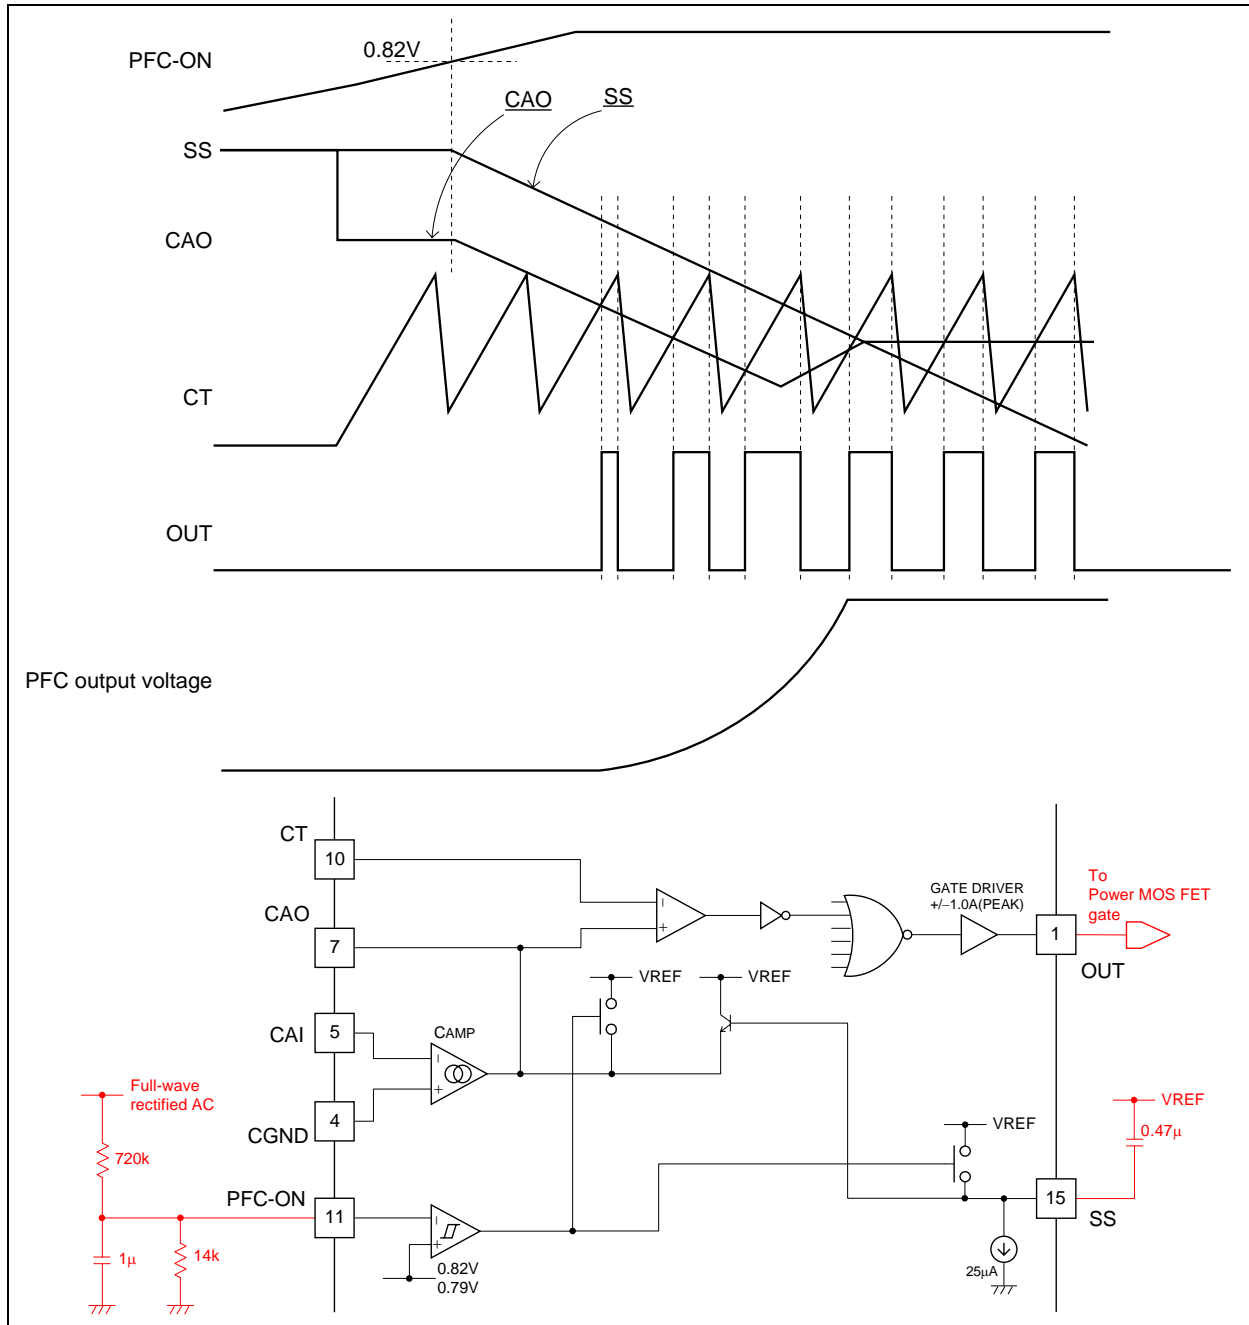 PFC-ON
0.82V
CAO
SS
SS
CAO
CT
OUT
PFC output voltage
CT
10
CAO
7
CAI
5
CAMP
CGND
4
PFC-ON
11
Full-wave
rectified AC
720k
1μ
14k
0.82V
0.79V
VREF
VREF
GATE DRIVER
+/−1.0A(PEAK)
1
OUT
To
Power MOS FET
gate
VREF
VREF
0.47μ
15
SS
25μA
-
+
-
+
-
+